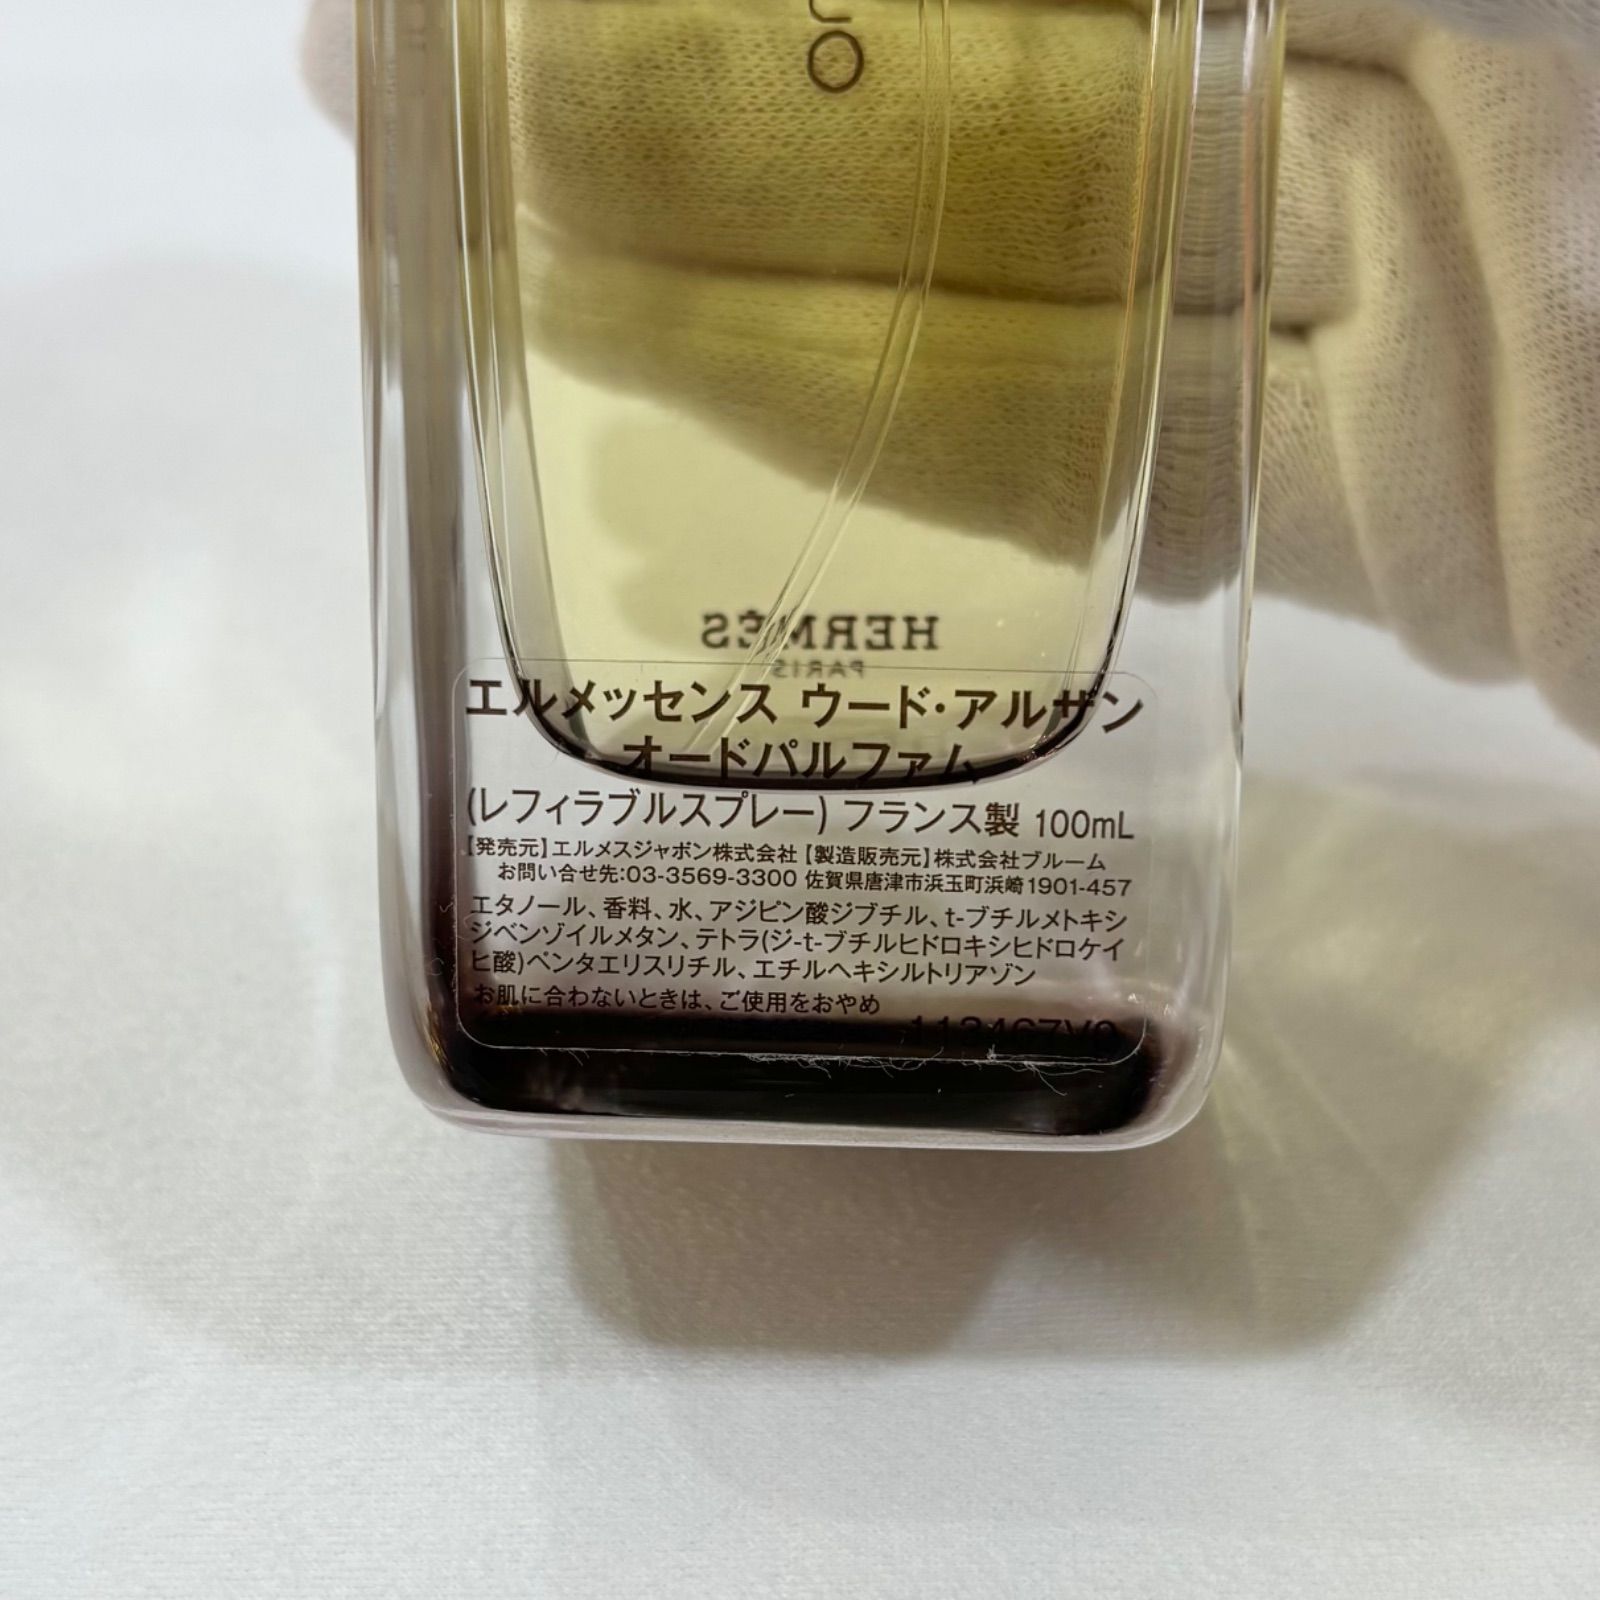 HERMÈS
PARIS
エルメッセンス ウード・アルザン
オードパルファム
(レフィラブルスプレー) フランス製 100mL
【発売元】エルメスジャポン株式会社【製造販売元】株式会社ブルーム
お問い合せ先:03-3569-3300 佐賀県唐津市浜玉町浜崎1901-457
エタノール、香料、水、アジピン酸ジブチル、t-ブチルメトキシ
ジベンゾイルメタン、テトラ(ジ-t-ブチルヒドロキシヒドロケイ
ヒ酸)ペンタエリスリチル、エチルヘキシルトリアゾン
お肌に合わないときは、ご使用をおやめ